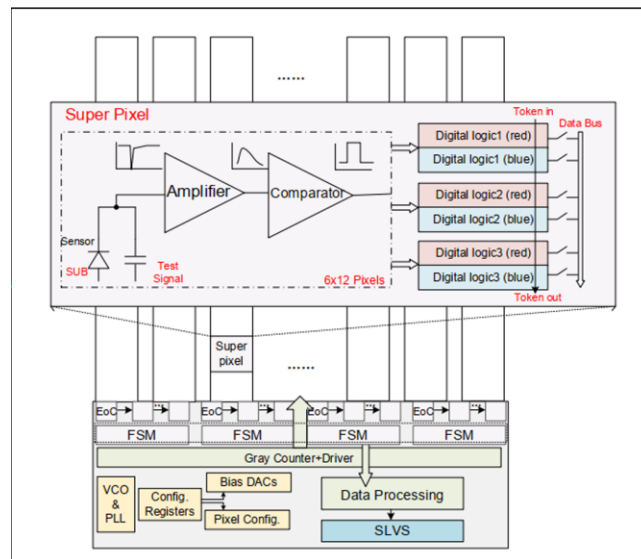 ......
Super Pixel
Token in
Data Bus
Digital logic1 (red)
Digital logic1 (blue)
Amplifier
Comparator
Digital logic2 (red)
Digital logic2 (blue)
Sensor
SUB
Test
Signal
6x12 Pixels
Digital logic3 (red)
Digital logic3 (blue)
Token out
Super
pixel
......
EoC ... EoC ... EoC ... EoC ...
FSM FSM FSM FSM
Gray Counter+Driver
VCO
&
PLL
Config.
Registers
Bias DACs
Pixel Config.
Data Processing
SLVS